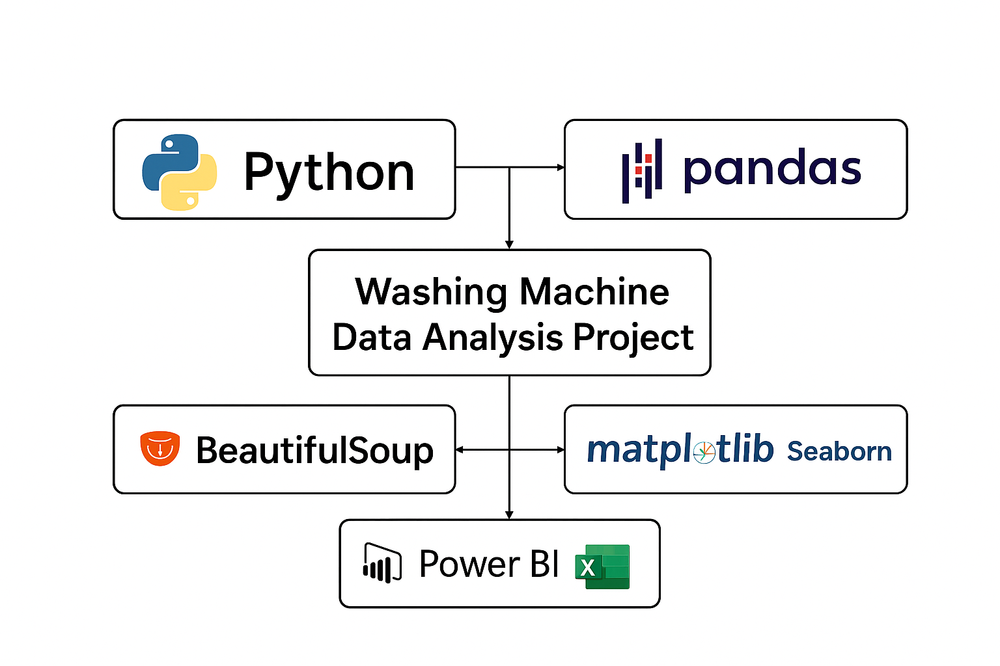 Python
pandas
Washing Machine
Data Analysis Project
BeautifulSoup
matplotlib Seaborn
Power BI X